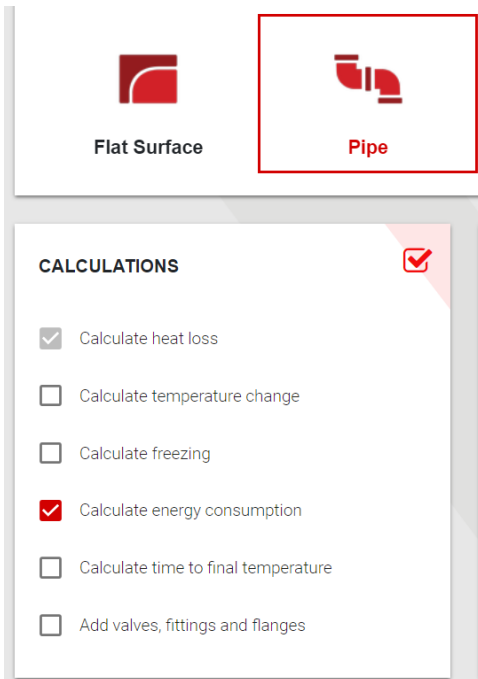 Flat Surface
Pipe
CALCULATIONS
Calculate heat loss
Calculate temperature change
Calculate freezing
Calculate energy consumption
Calculate time to final temperature
Add valves, fittings and flanges